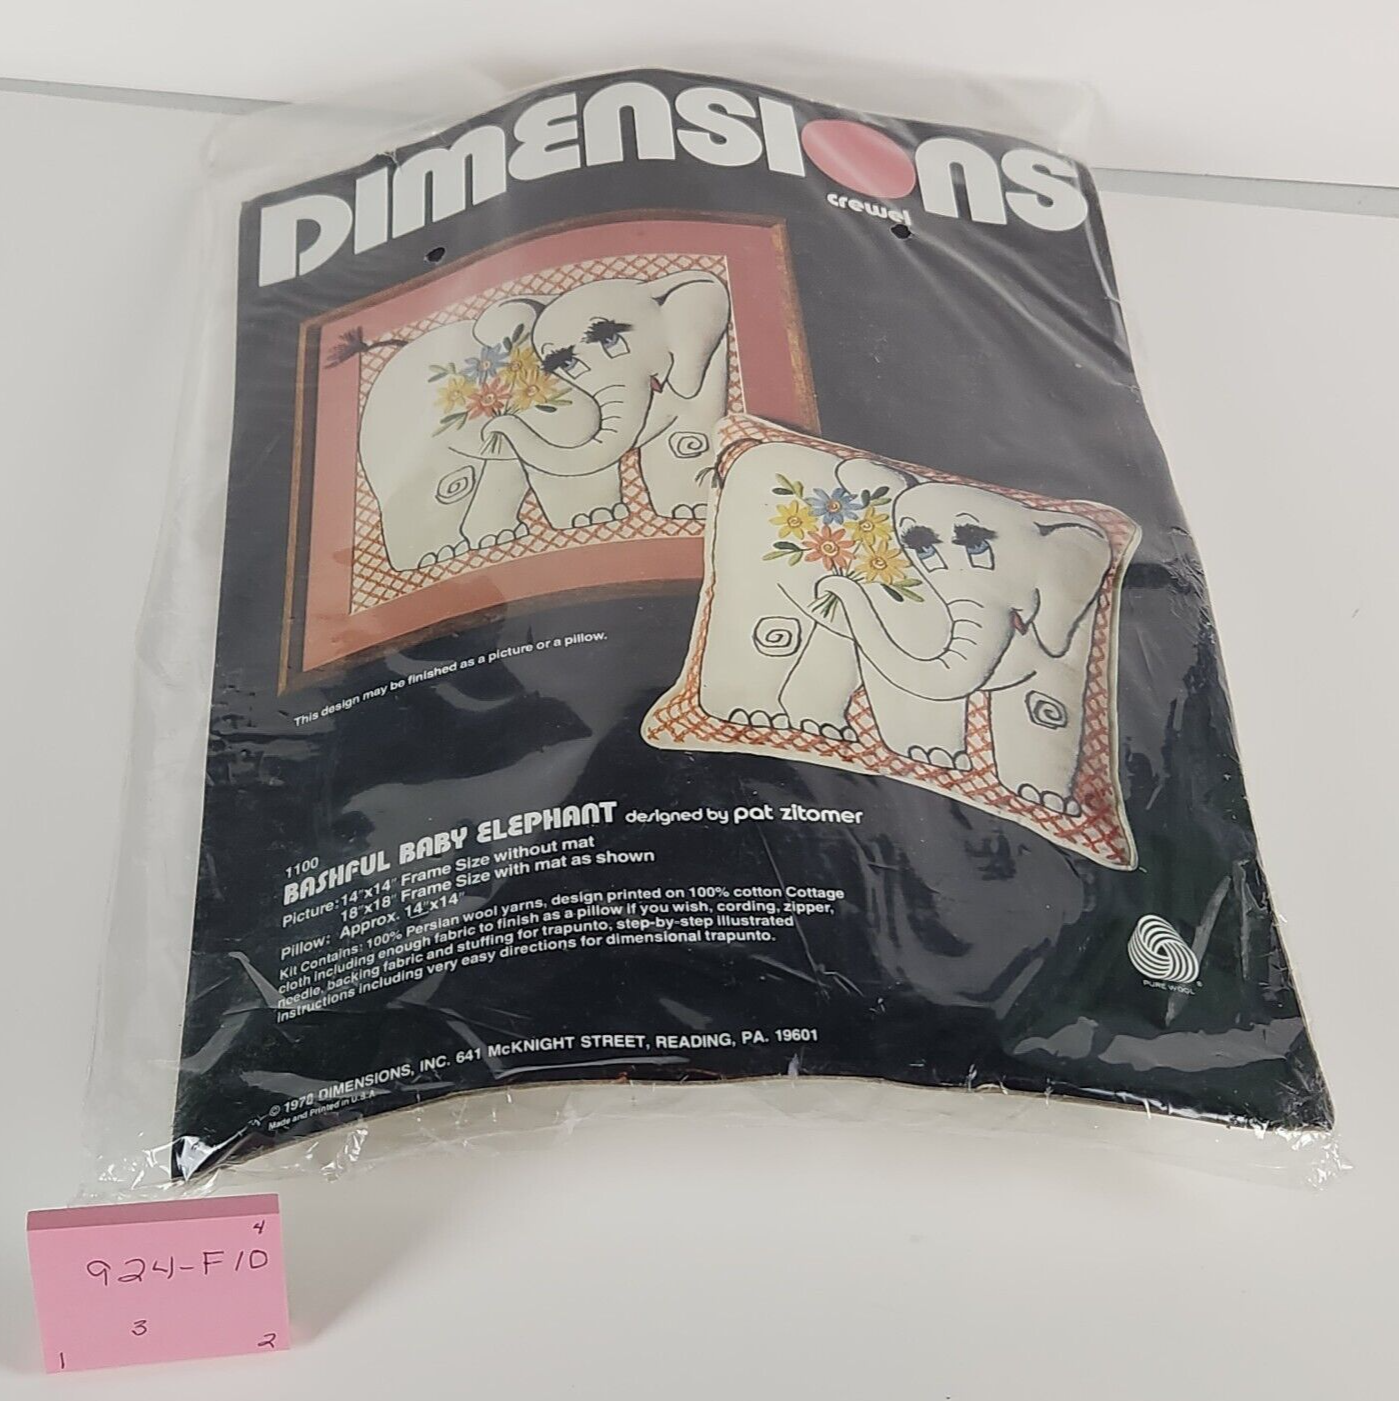 DIMENSIONS
crewel
This design may be finished as a picture or a pillow.
1100
BASHFUL BABY ELEPHANT designed by pat zitomer
Picture: 14"x14" Frame Size without mat
18"x18" Frame Size with mat as shown
Pillow: Approx. 14"x14"
Kit Contains: 100% Persian wool yarns, design printed on 100% cotton Cottage
cloth including enough fabric to finish as a pillow if you wish, cording, zipper,
needle, backing fabric and stuffing for trapunto, step-by-step illustrated
instructions including very easy directions for dimensional trapunto.
PURE WOOL
®
© 1978 DIMENSIONS, INC. 641 McKNIGHT STREET, READING, PA. 19601
Made and Printed in U.S.A.
4
924-F10
3
1
2